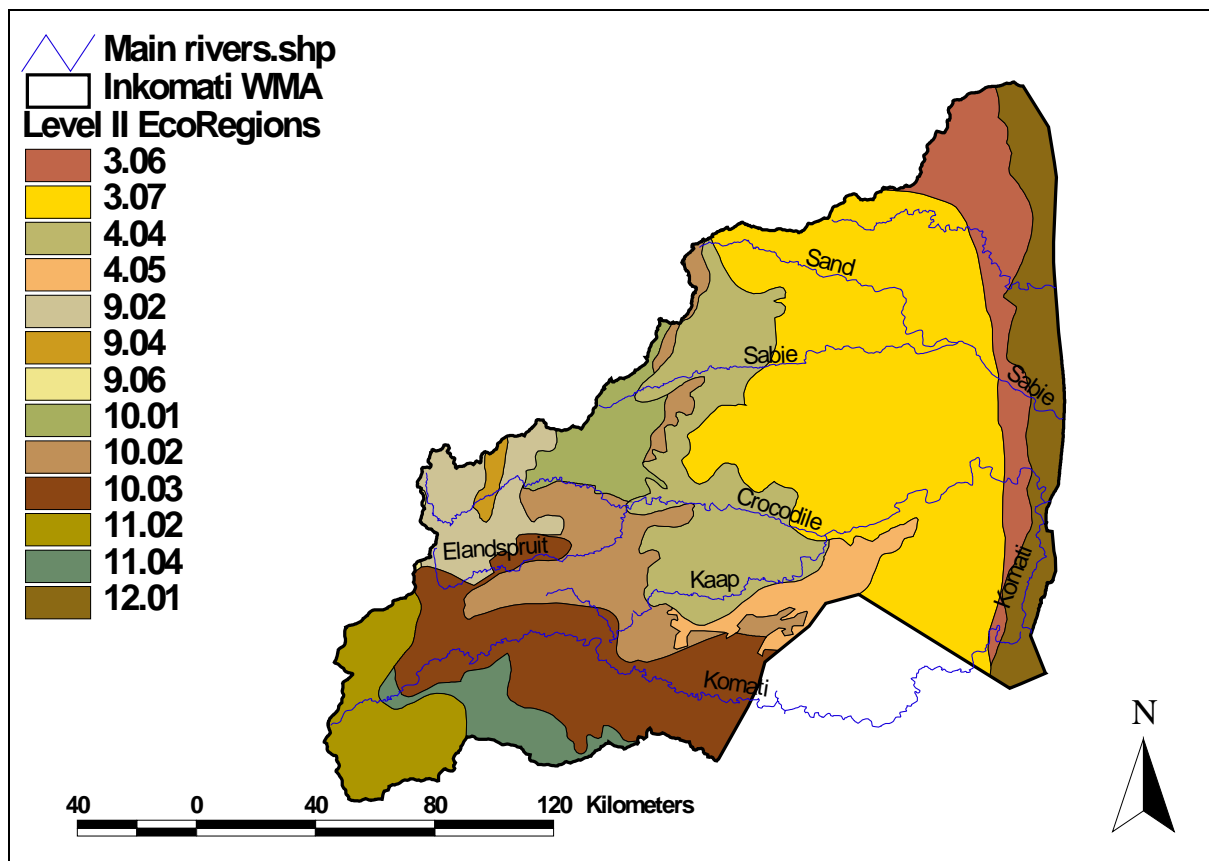 Main rivers.shp
Inkomati WMA
Level II EcoRegions
3.06
3.07
4.04
4.05
9.02
9.04
9.06
10.01
10.02
10.03
11.02
11.04
12.01
Sand
Sabie
Sabie
Crocodile
Elandspruit
Kaap
Komati
Komati
N
40 0 40 80 120 Kilometers